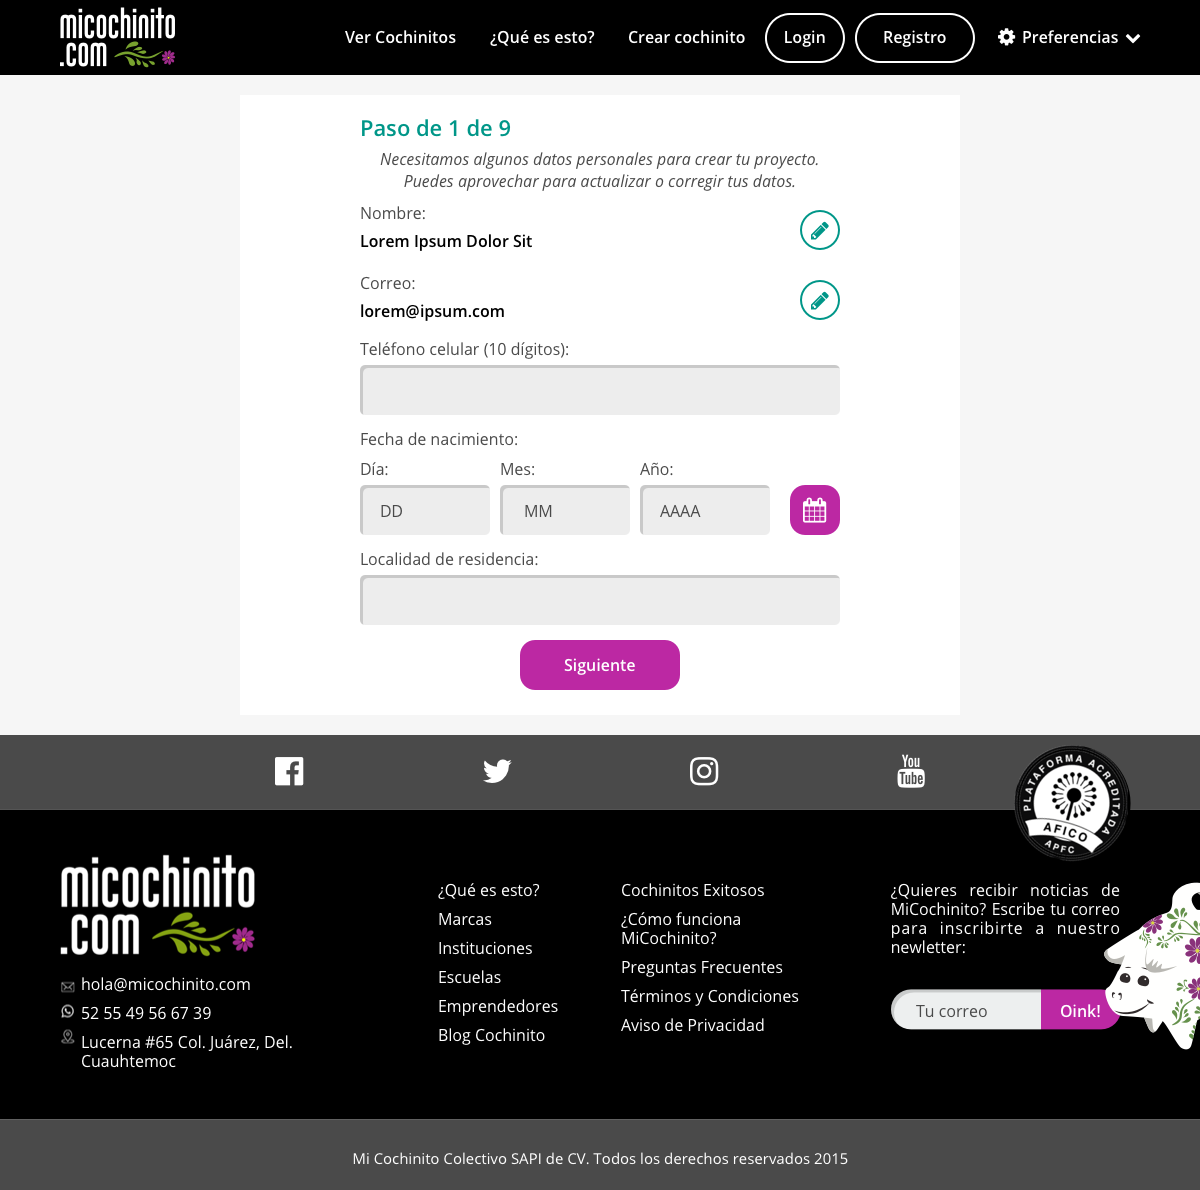 micochinito
.com
Ver Cochinitos
¿Qué es esto?
Crear cochinito
Login
Registro
Preferencias
Paso de 1 de 9
Necesitamos algunos datos personales para crear tu proyecto.
Puedes aprovechar para actualizar o corregir tus datos.
Nombre:
Lorem Ipsum Dolor Sit
Correo:
lorem@ipsum.com
Teléfono celular (10 dígitos):
Fecha de nacimiento:
Día:
Mes:
Año:
DD
MM
AAAA
Localidad de residencia:
Siguiente
You
Tube
PLATAFORMA ACREDITADA
AFICO
APFC
micochinito
.com
hola@micochinito.com
52 55 49 56 67 39
Lucerna #65 Col. Juárez, Del.
Cuauhtemoc
¿Qué es esto?
Marcas
Instituciones
Escuelas
Emprendedores
Blog Cochinito
Cochinitos Exitosos
¿Cómo funciona
MiCochinito?
Preguntas Frecuentes
Términos y Condiciones
Aviso de Privacidad
¿Quieres recibir noticias de
MiCochinito? Escribe tu correo
para inscribirte a nuestro
newletter:
Tu correo
Oink!
Mi Cochinito Colectivo SAPI de CV. Todos los derechos reservados 2015